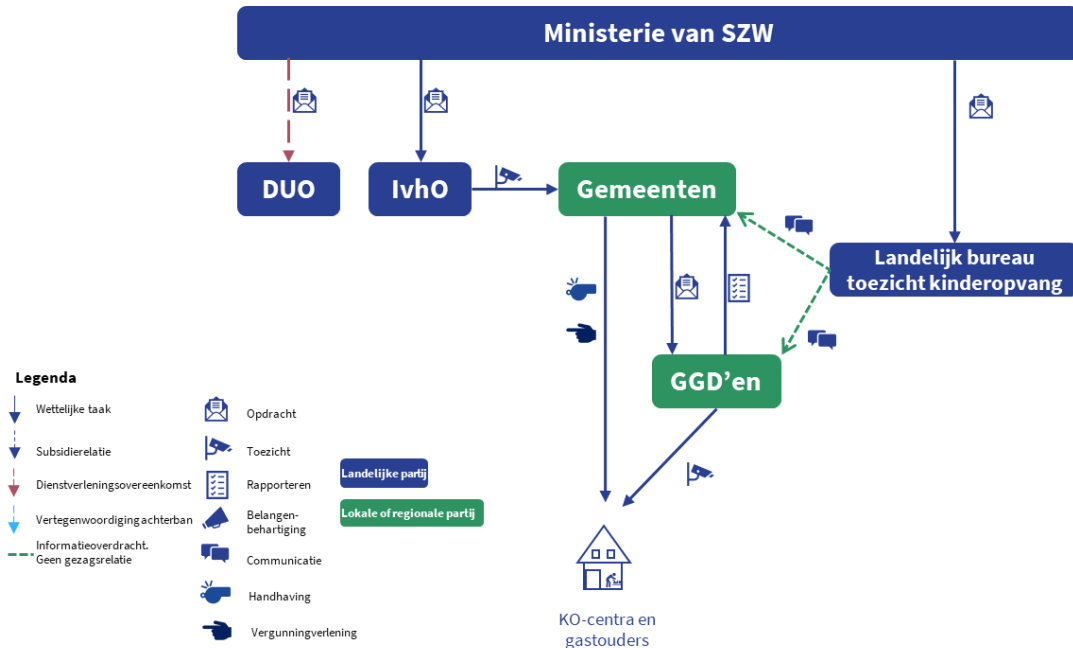 Ministerie van SZW
DUO
IvhO
Gemeenten
Landelijk bureau
toezicht kinderopvang
GGD'en
KO-centra en
gastouders
Legenda
Wettelijke taak
Subsidierelatie
Dienstverleningsovereenkomst
Vertegenwoordiging achterban
Informatieoverdracht.
Geen gezagsrelatie
Opdracht
Toezicht
Rapporteren
Belangen-
behartiging
Communicatie
Handhaving
Vergunningverlening
Landelijke partij
Lokale of regionale partij